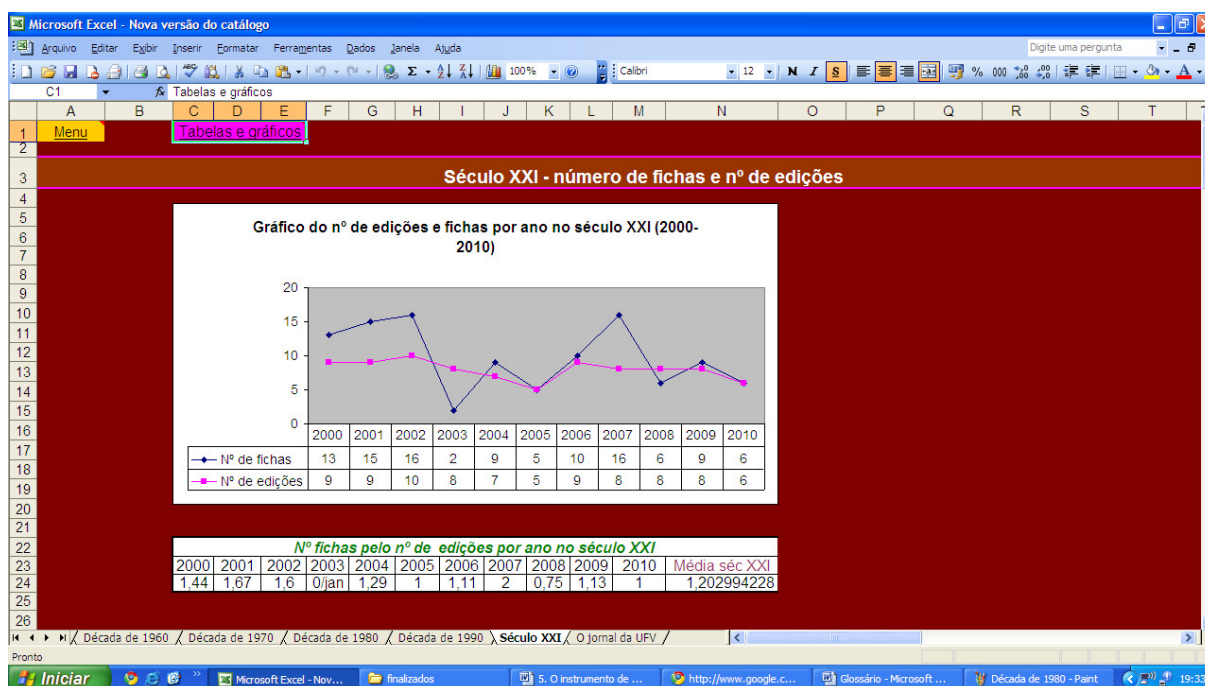 Microsoft Excel - Nova versão do catálogo
Arquivo Editar Exibir Inserir Formatar Ferramentas Dados Janela Ajuda Digite uma pergunta
100% Calibri 12 N I S % 000
C1 fx Tabelas e gráficos
A B C D E F G H I J K L M N O P Q R S T
1 Menu Tabelas e gráficos
2
3 Século XXI - número de fichas e nº de edições
4
5
6
7
8
9
10
11
12
13
14
15
16
17
18
19
20
21
22
23
24
25
26
Gráfico do nº de edições e fichas por ano no século XXI (2000-
2010)
20
15
10
5
0
2000 2001 2002 2003 2004 2005 2006 2007 2008 2009 2010
Nº de fichas 13 15 16 2 9 5 10 16 6 9 6
Nº de edições 9 9 10 8 7 5 9 8 8 8 6
Nº fichas pelo nº de edições por ano no século XXI
2000 2001 2002 2003 2004 2005 2006 2007 2008 2009 2010 Média séc XXI
1,44 1,67 1,6 0/jan 1,29 1 1,11 2 0,75 1,13 1 1,202994228
Década de 1960 Década de 1970 Década de 1980 Década de 1990 Século XXI O jornal da UFV
Pronto
Iniciar Microsoft Excel - Nov... finalizados 5. O instrumento de ... http://www.google.c... Glossário - Microsoft ... Década de 1980 - Paint 19:33